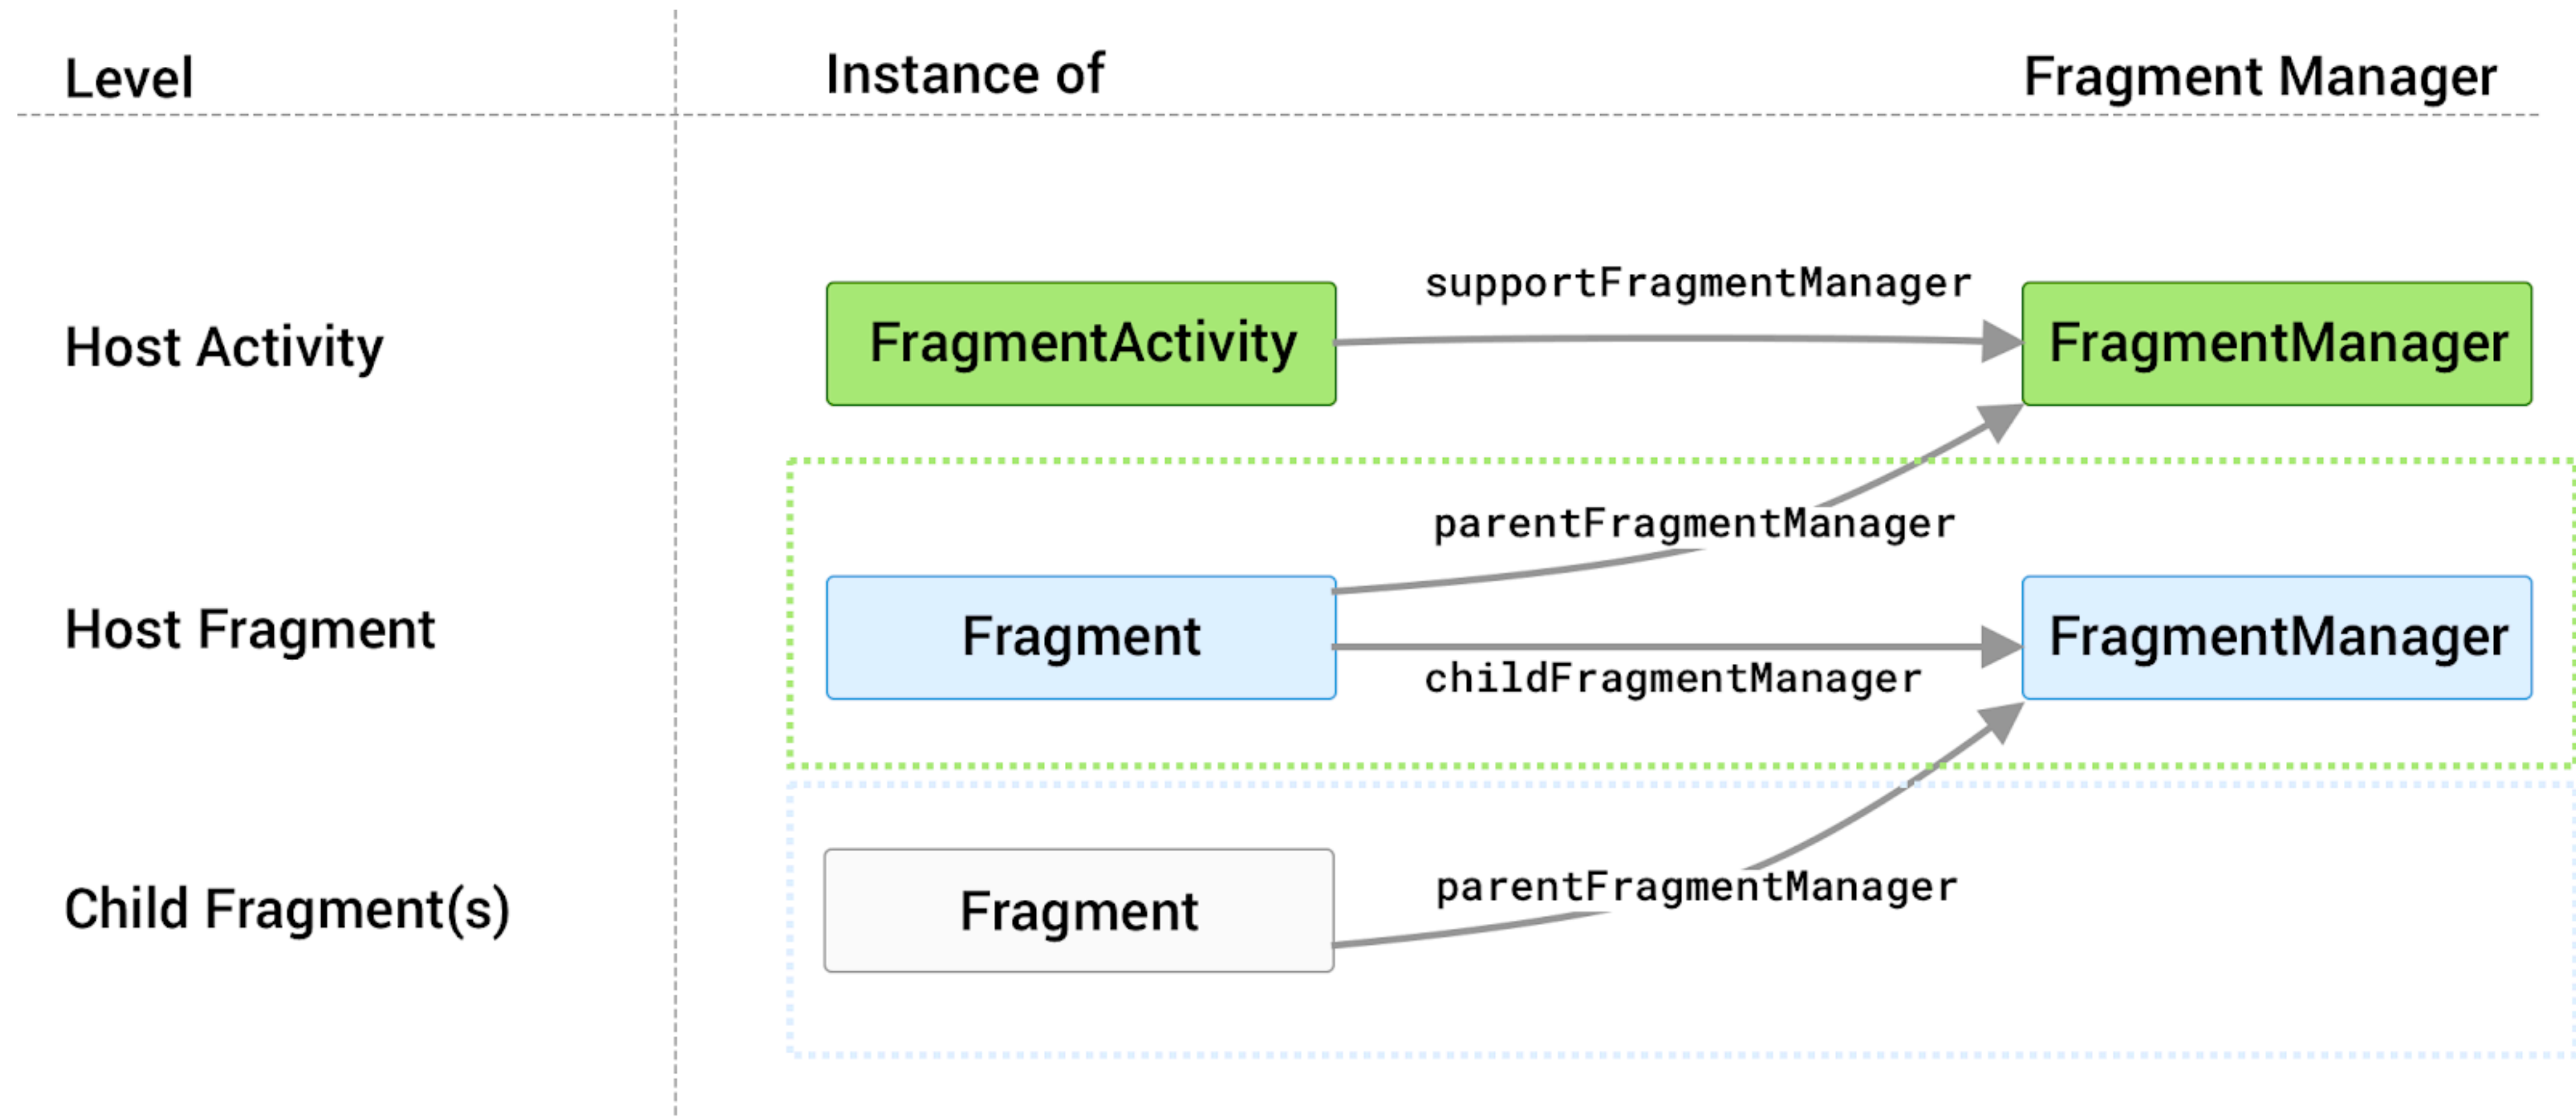 Level
Instance of
Fragment Manager
Host Activity
FragmentActivity
supportFragmentManager
FragmentManager
Host Fragment
Fragment
parentFragmentManager
childFragmentManager
FragmentManager
Child Fragment(s)
Fragment
parentFragmentManager